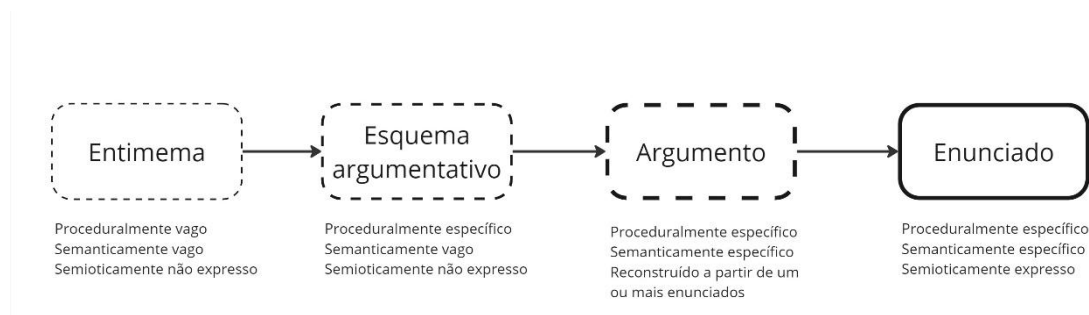 Entimema
Esquema
argumentativo
Argumento
Enunciado
Proceduralmente vago
Semanticamente vago
Semioticamente não expresso
Proceduralmente específico
Semanticamente vago
Semioticamente não expresso
Proceduralmente específico
Semanticamente específico
Reconstruído a partir de um
ou mais enunciados
Proceduralmente específico
Semanticamente específico
Semioticamente expresso